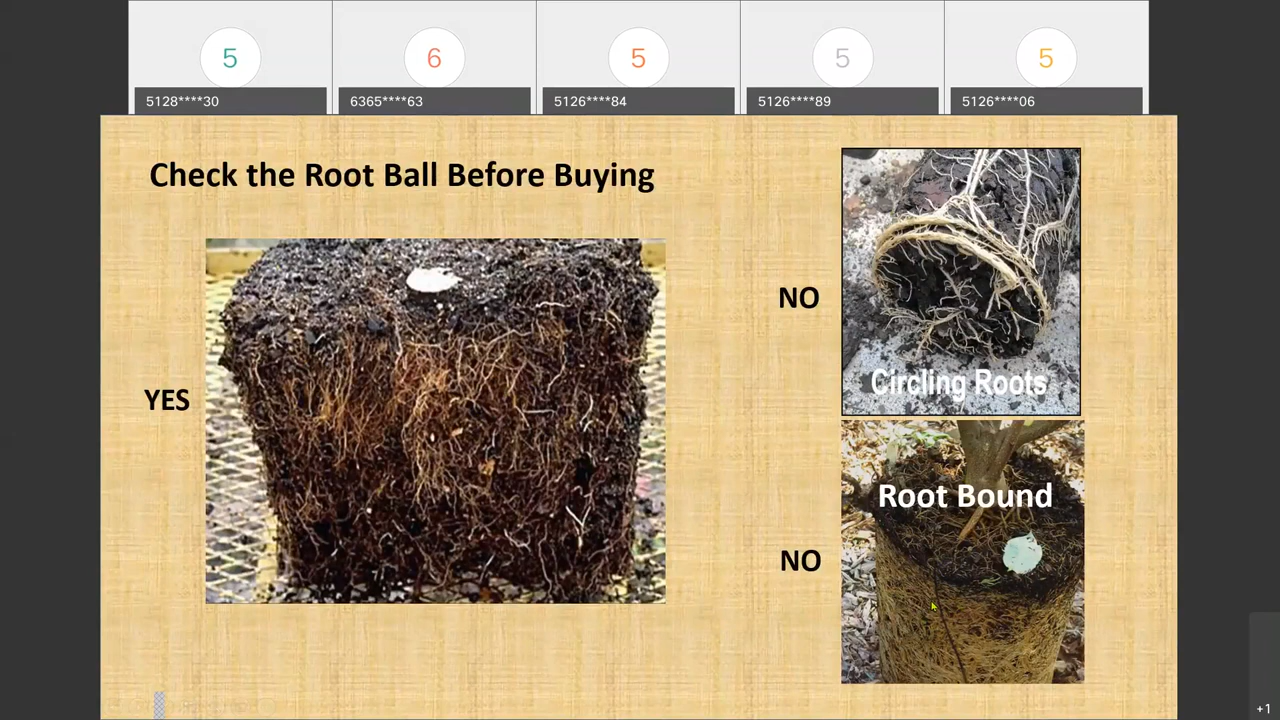 5
6
5
5
5
5128****30
6365****63
5126****84
5126****89
5126****06
Check the Root Ball Before Buying
YES
NO
Circling Roots
Root Bound
NO
+1